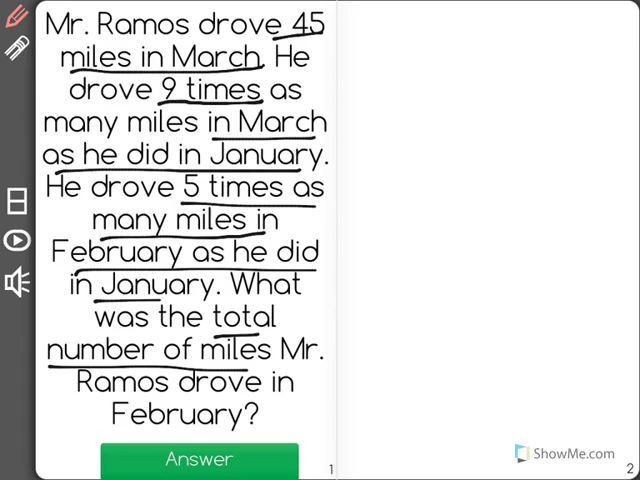 Mr. Ramos drove 45
miles in March. He
drove 9 times as
many miles in March
as he did in January.
He drove 5 times as
many miles in
February as he did
in January. What
was the total
number of miles Mr.
Ramos drove in
February?
Answer
1
ShowMe.com
2